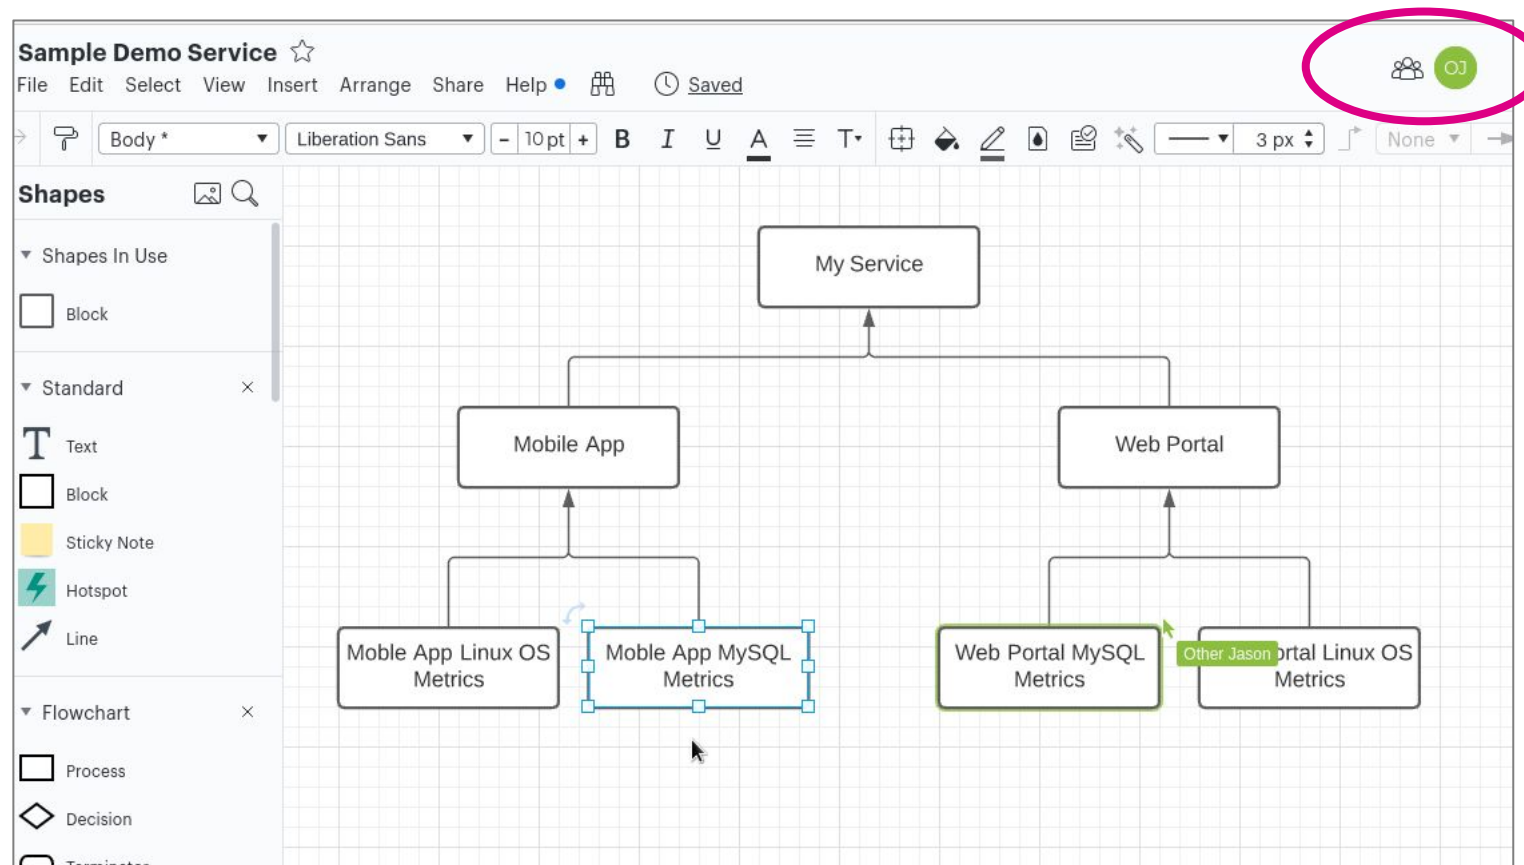 Sample Demo Service
File Edit Select View Insert Arrange Share Help Saved
OJ
Body * Liberation Sans - 10 pt + B I U A T 3 px None
Shapes
Shapes In Use
Block
Standard
T Text
Block
Sticky Note
Hotspot
Line
Flowchart
Process
Decision
My Service
Mobile App
Web Portal
Moble App Linux OS
Metrics
Moble App MySQL
Metrics
Web Portal MySQL
Metrics
Other Jason
ortal Linux OS
Metrics